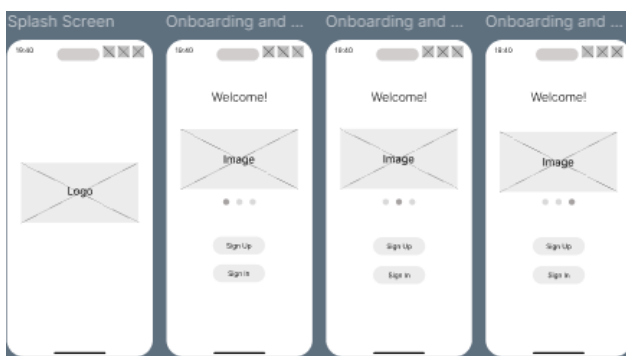 Splash Screen
19:40
Logo
Onboarding and ...
19:40
Welcome!
Image
Sign Up
Sign In
Onboarding and ...
19:40
Welcome!
Image
Sign Up
Sign In
Onboarding and ...
19:40
Welcome!
Image
Sign Up
Sign In